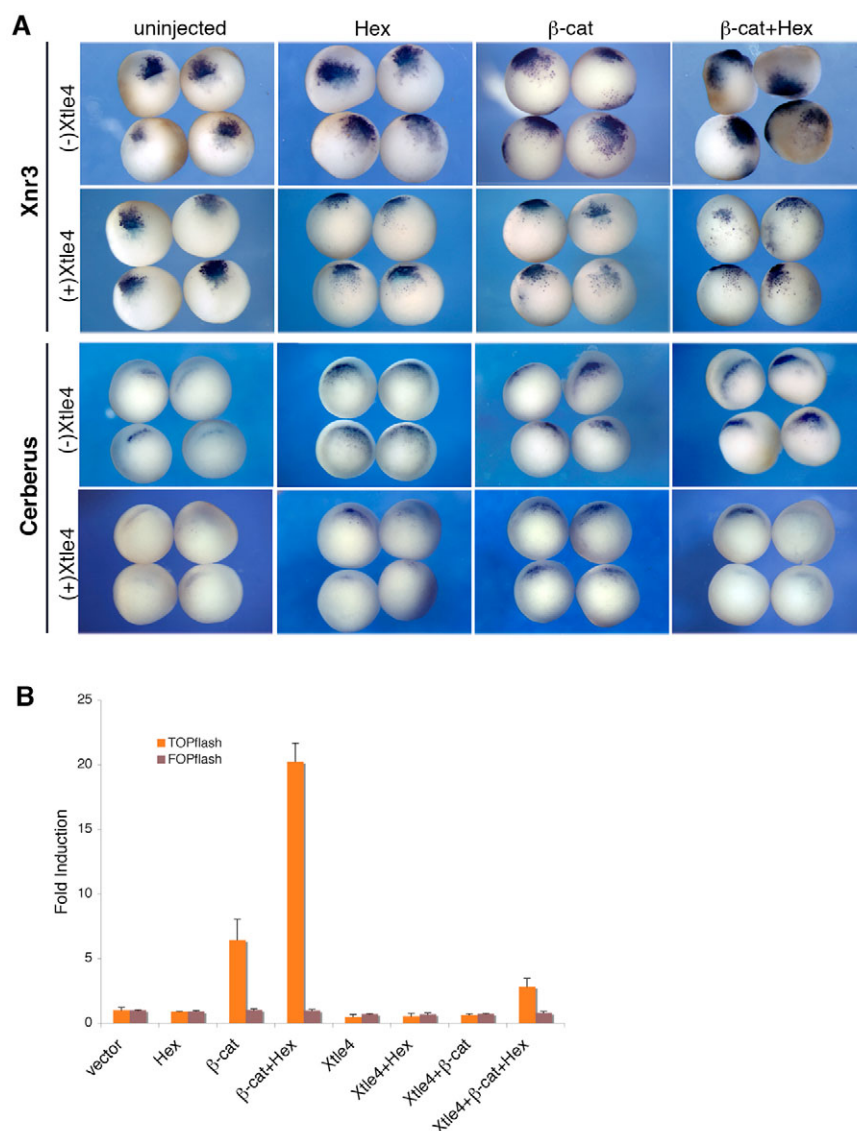 A
uninjected Hex β-cat β-cat+Hex
Xnr3
(-)Xtle4
(+)Xtle4
Cerberus
(-)Xtle4
(+)Xtle4
B
25
20
15
10
5
0
Fold Induction
TOPflash
FOPflash
vector
Hex
β-cat
β-cat+Hex
Xtle4
Xtle4+Hex
Xtle4+β-cat
Xtle4+β-cat+Hex